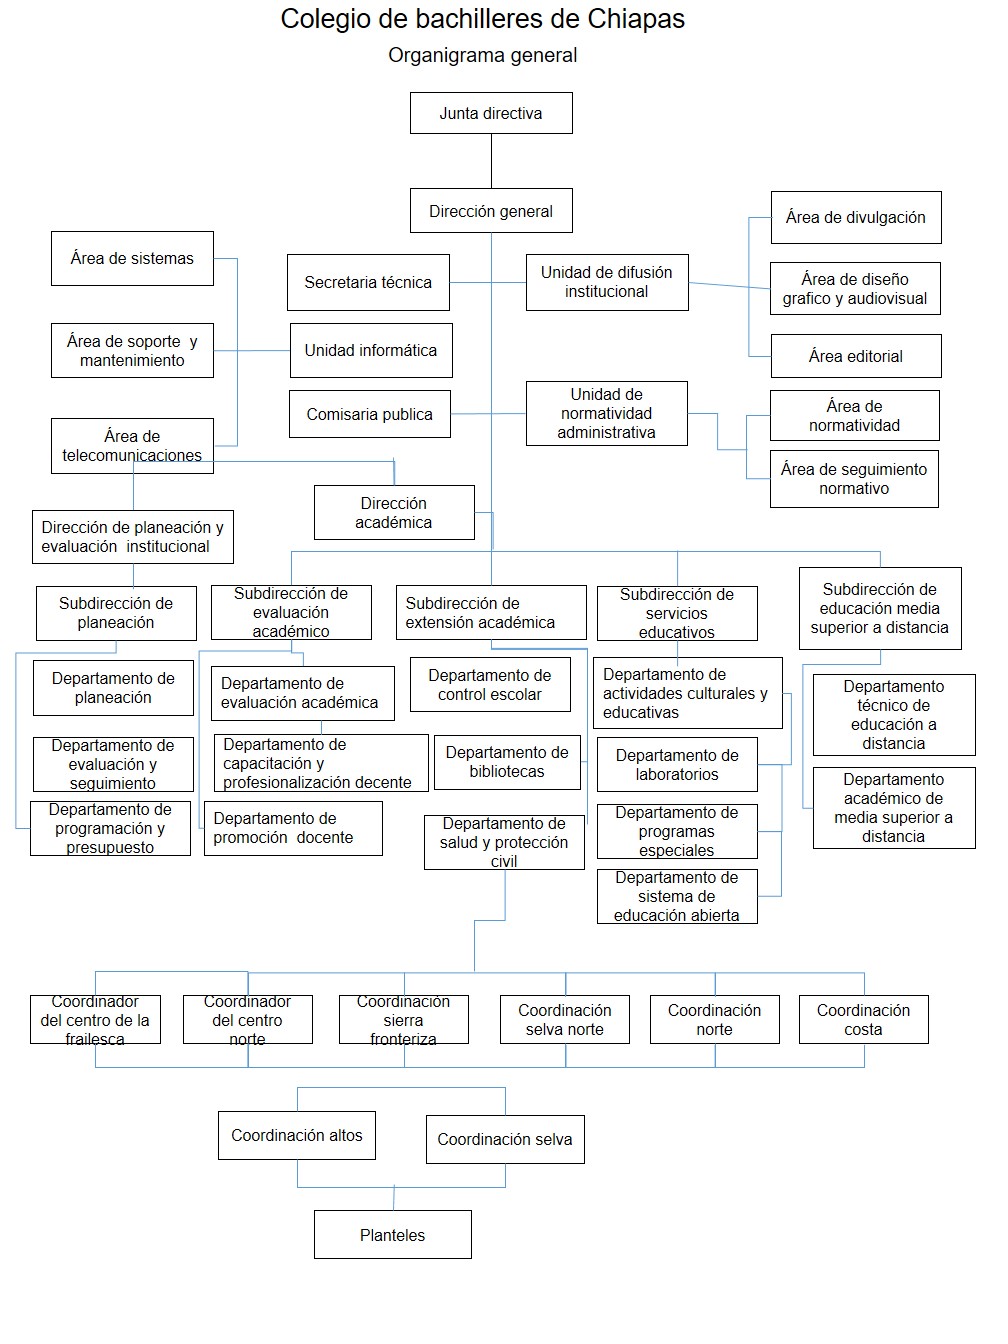 Colegio de bachilleres de Chiapas
Organigrama general
Junta directiva
Dirección general
Área de divulgación
Área de sistemas
Secretaria técnica
Unidad de difusión
institucional
Área de diseño
grafico y audiovisual
Área de soporte  y
mantenimiento
Unidad informática
Área editorial
Comisaria publica
Unidad de
normatividad
administrativa
Área de
normatividad
Área de
telecomunicaciones
Área de seguimiento
normativo
Dirección
académica
Dirección de planeación y
evaluación  institucional
Subdirección de
planeación
Subdirección de
evaluación
académico
Subdirección de
extensión académica
Subdirección de
servicios
educativos
Subdirección de
educación media
superior a distancia
Departamento de
planeación
Departamento de
evaluación académica
Departamento de
control escolar
Departamento de
actividades culturales y
educativas
Departamento
técnico de
educación a
distancia
Departamento de
evaluación y
seguimiento
Departamento de
capacitación y
profesionalización decente
Departamento de
bibliotecas
Departamento de
laboratorios
Departamento
académico de
media superior a
distancia
Departamento de
programación y
presupuesto
Departamento de
promoción  docente
Departamento de
salud y protección
civil
Departamento de
programas
especiales
Departamento de
sistema de
educación abierta
Coordinador
del centro de la
frailesca
Coordinador
del centro
norte
Coordinación
sierra
fronteriza
Coordinación
selva norte
Coordinación
norte
Coordinación
costa
Coordinación altos
Coordinación selva
Planteles